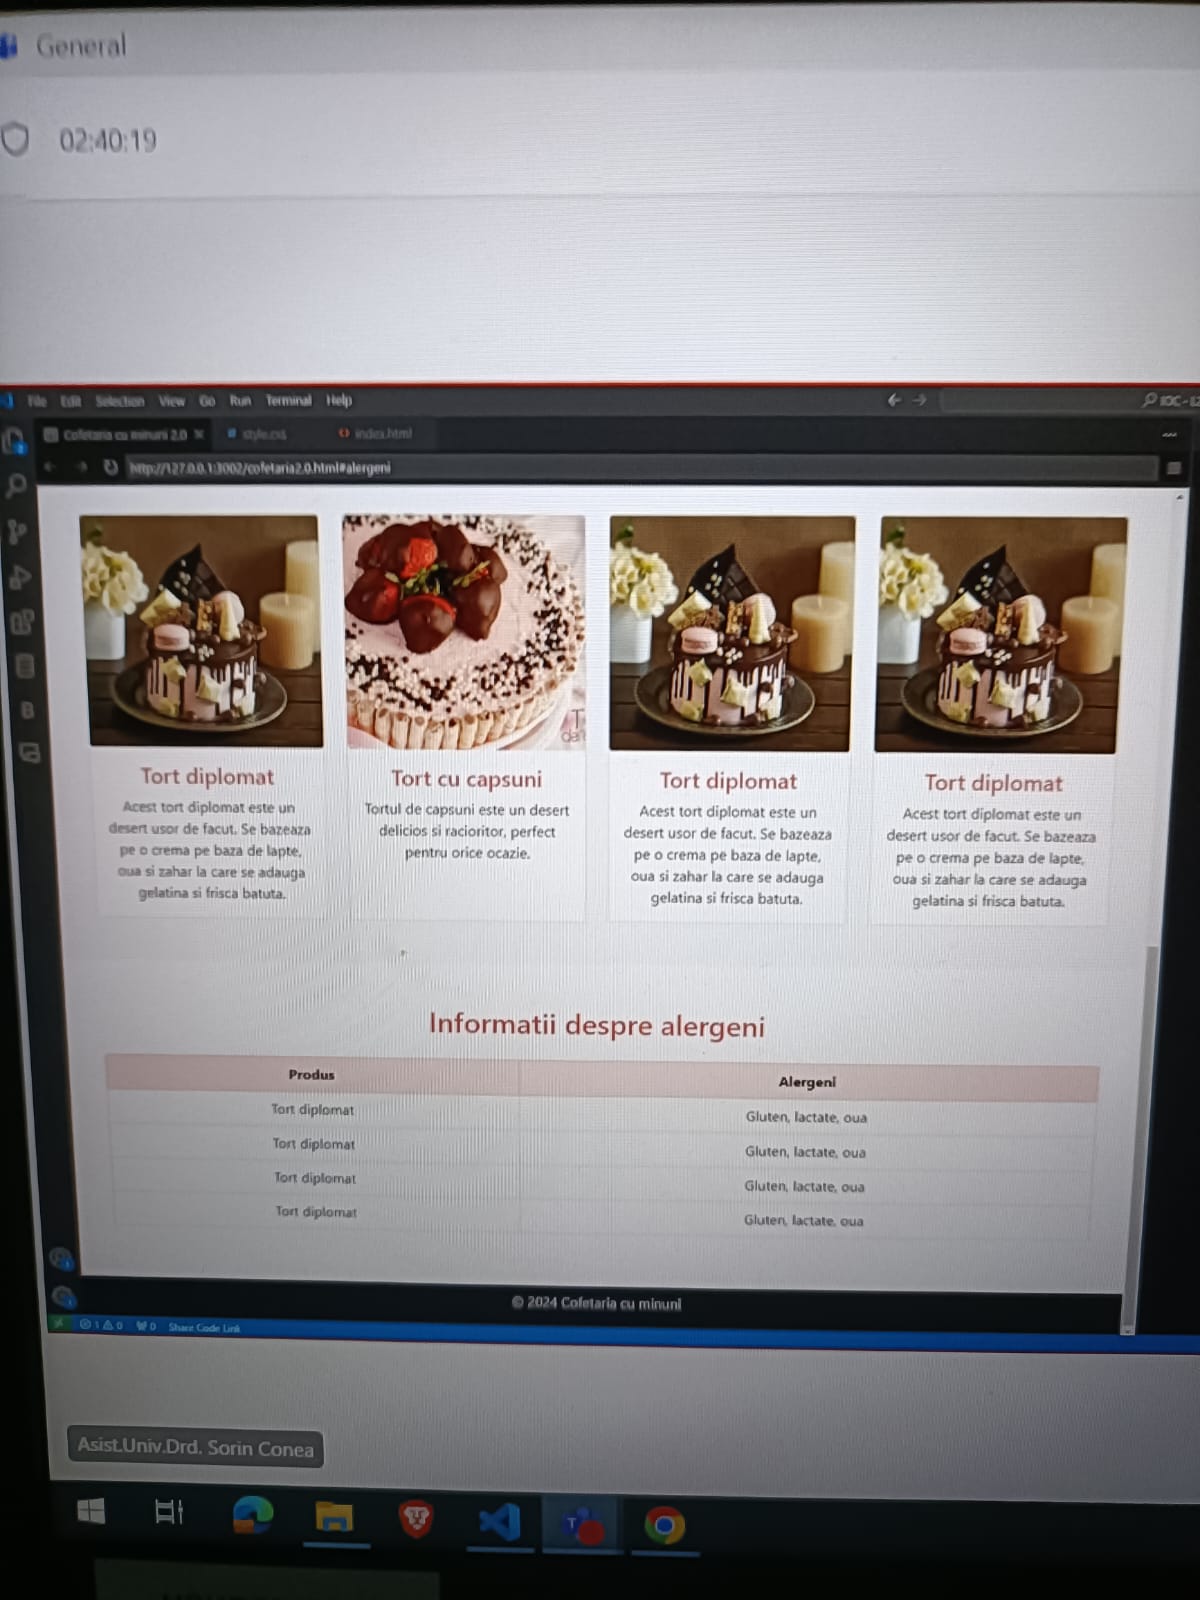 General
02:40:19
File Edit Selection View Go Run Terminal Help
Cofetaria cu minuni 2.0 style.css index.html
http://127.0.0.1:3002/cofetaria2.0.html#alergeni
Tort diplomat
Acest tort diplomat este un
desert usor de facut. Se bazeaza
pe o crema pe baza de lapte,
oua si zahar la care se adauga
gelatina si frisca batuta.
Tort cu capsuni
Tortul de capsuni este un desert
delicios si racioritor, perfect
pentru orice ocazie.
Tort diplomat
Acest tort diplomat este un
desert usor de facut. Se bazeaza
pe o crema pe baza de lapte,
oua si zahar la care se adauga
gelatina si frisca batuta.
Tort diplomat
Acest tort diplomat este un
desert usor de facut. Se bazeaza
pe o crema pe baza de lapte,
oua si zahar la care se adauga
gelatina si frisca batuta.
Informatii despre alergeni
Produs Alergeni
Tort diplomat Gluten, lactate, oua
Tort diplomat Gluten, lactate, oua
Tort diplomat Gluten, lactate, oua
Tort diplomat Gluten, lactate, oua
© 2024 Cofetaria cu minuni
1 0 0 Share Code Link
Asist.Univ.Drd. Sorin Conea